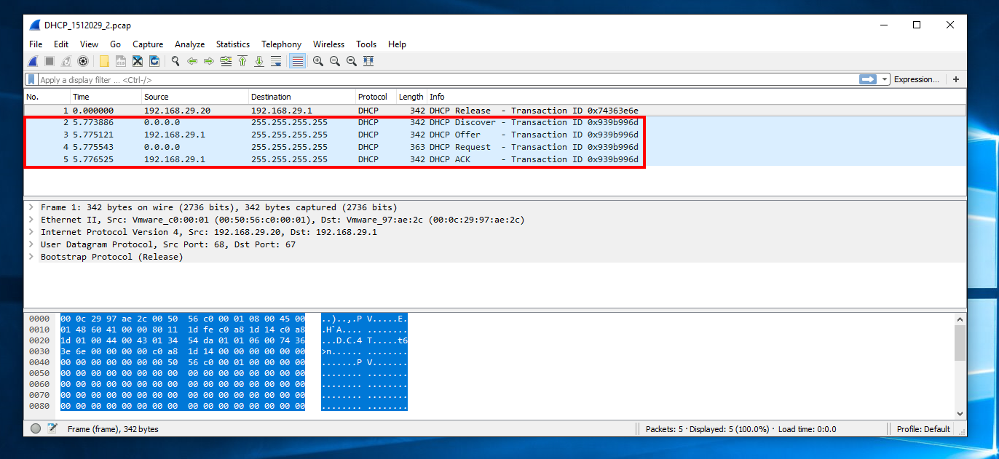 DHCP_1512029_2.pcap
File Edit View Go Capture Analyze Statistics Telephony Wireless Tools Help
Apply a display filter ... <Ctrl-/> Expression... +
No. Time Source Destination Protocol Length Info
1 0.000000 192.168.29.20 192.168.29.1 DHCP 342 DHCP Release - Transaction ID 0x74363e6e
2 5.773886 0.0.0.0 255.255.255.255 DHCP 342 DHCP Discover - Transaction ID 0x939b996d
3 5.775121 192.168.29.1 255.255.255.255 DHCP 342 DHCP Offer - Transaction ID 0x939b996d
4 5.775543 0.0.0.0 255.255.255.255 DHCP 363 DHCP Request - Transaction ID 0x939b996d
5 5.776525 192.168.29.1 255.255.255.255 DHCP 342 DHCP ACK - Transaction ID 0x939b996d
> Frame 1: 342 bytes on wire (2736 bits), 342 bytes captured (2736 bits)
> Ethernet II, Src: Vmware_c0:00:01 (00:50:56:c0:00:01), Dst: Vmware_97:ae:2c (00:0c:29:97:ae:2c)
> Internet Protocol Version 4, Src: 192.168.29.20, Dst: 192.168.29.1
> User Datagram Protocol, Src Port: 68, Dst Port: 67
> Bootstrap Protocol (Release)
0000 00 0c 29 97 ae 2c 00 50 56 c0 00 01 08 00 45 00 ..)..,.P V.....E.
0010 01 48 60 41 00 00 80 11 1d fe c0 a8 1d 14 c0 a8 .H`A.... ........
0020 1d 01 00 44 00 43 01 34 54 da 01 01 06 00 74 36 ...D.C.4 T.....t6
0030 3e 6e 00 00 00 00 c0 a8 1d 14 00 00 00 00 00 00 >n...... ........
0040 00 00 00 00 00 00 00 50 56 c0 00 01 00 00 00 00 .......P V.......
0050 00 00 00 00 00 00 00 00 00 00 00 00 00 00 00 00 ........ ........
0060 00 00 00 00 00 00 00 00 00 00 00 00 00 00 00 00 ........ ........
0070 00 00 00 00 00 00 00 00 00 00 00 00 00 00 00 00 ........ ........
0080 00 00 00 00 00 00 00 00 00 00 00 00 00 00 00 00 ........ ........
Frame (frame), 342 bytes Packets: 5 · Displayed: 5 (100.0%) · Load time: 0:0.0 Profile: Default